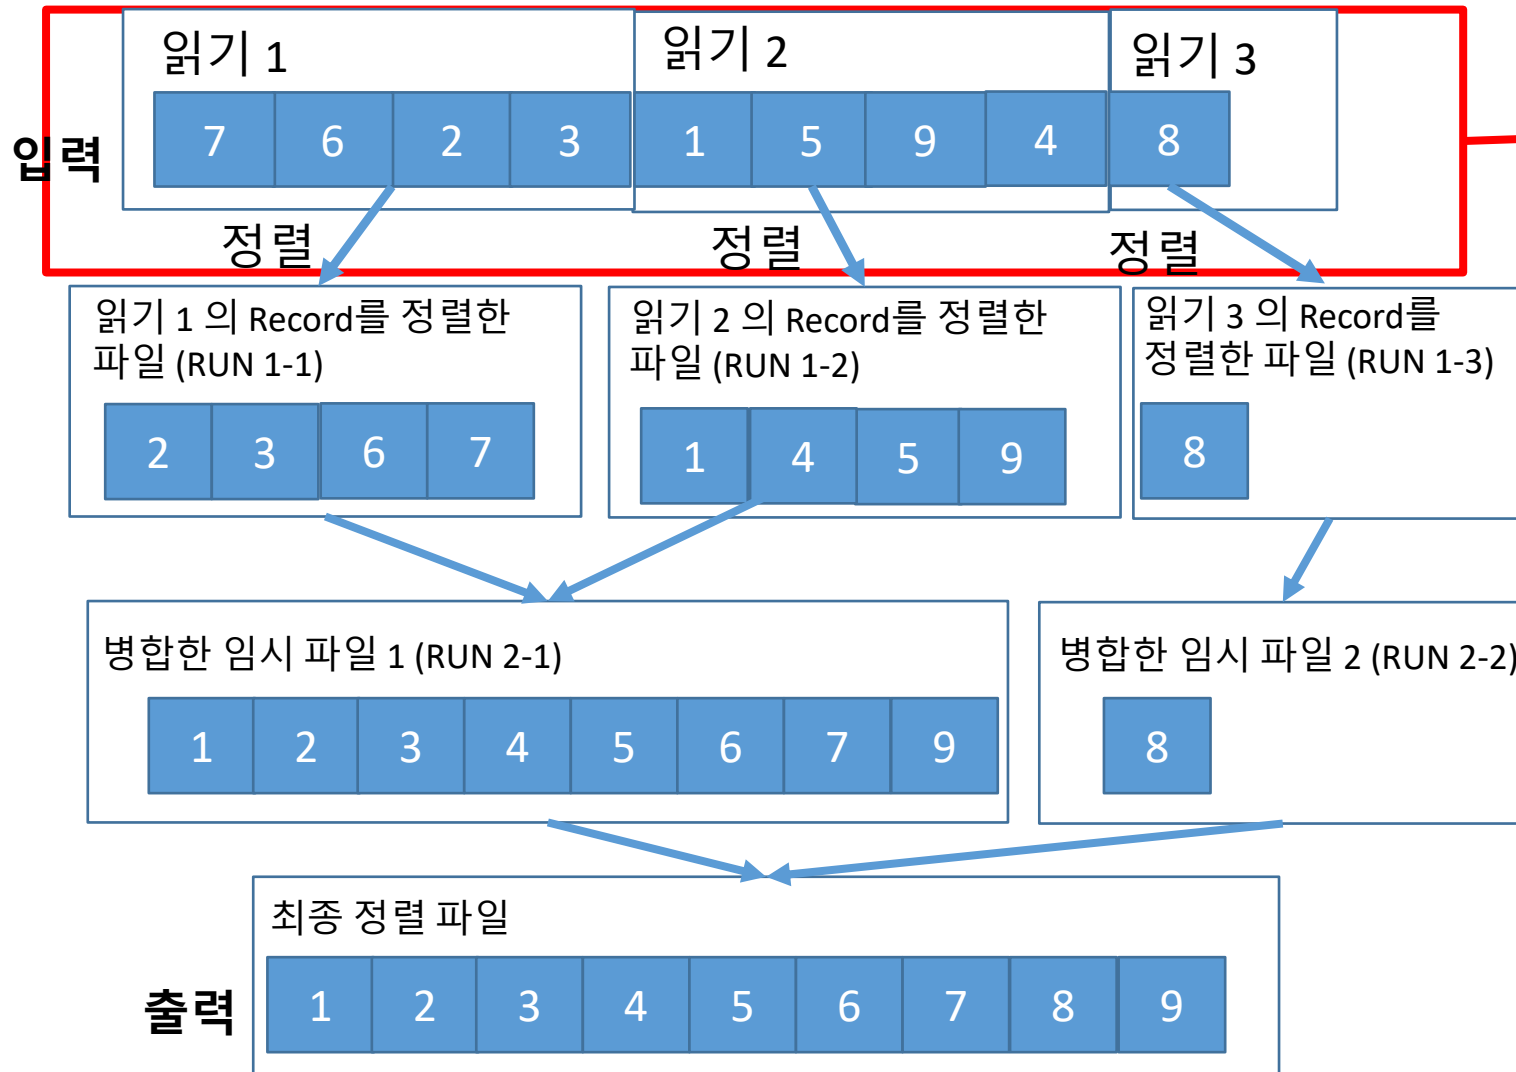 읽기 1
읽기 2
읽기 3
입력
7 6 2 3 1 5 9 4 8
정렬
정렬
정렬
읽기 1 의 Record를 정렬한
파일 (RUN 1-1)
2 3 6 7
읽기 2 의 Record를 정렬한
파일 (RUN 1-2)
1 4 5 9
읽기 3 의 Record를
정렬한 파일 (RUN 1-3)
8
병합한 임시 파일 1 (RUN 2-1)
1 2 3 4 5 6 7 9
병합한 임시 파일 2 (RUN 2-2)
8
최종 정렬 파일
출력
1 2 3 4 5 6 7 8 9